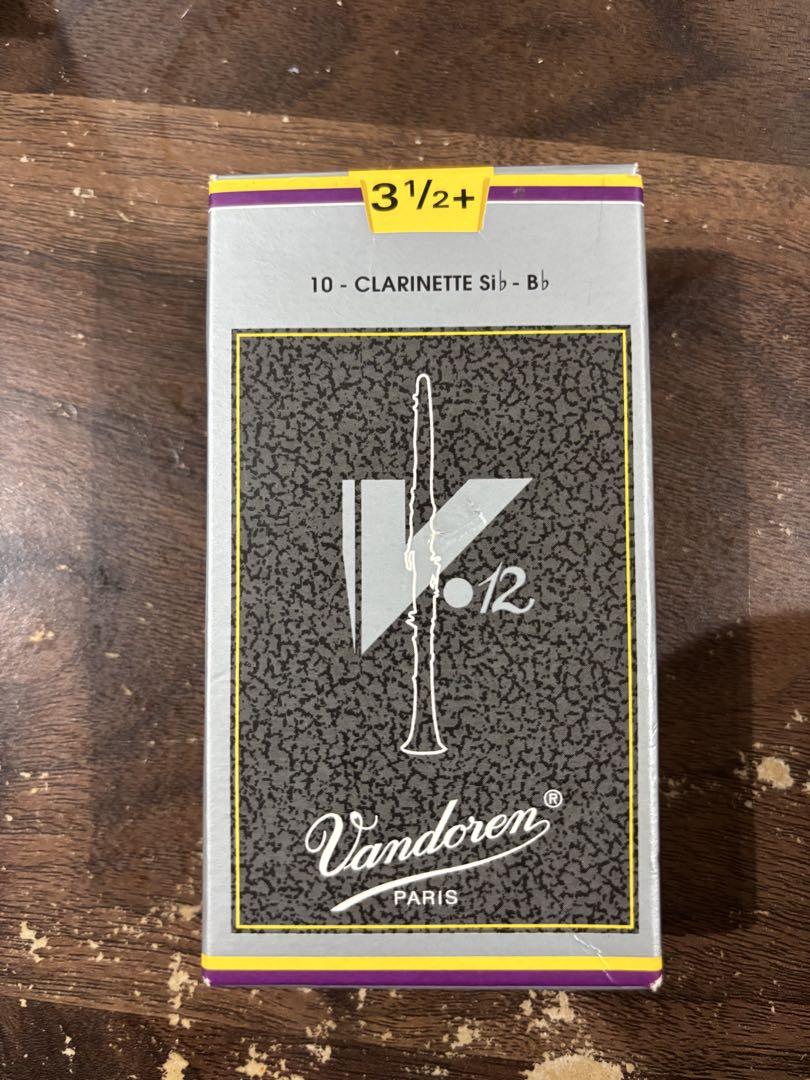 3 1/2+
10 - CLARINETTE Si♭ - B♭
V.12
Vandoren®
PARIS